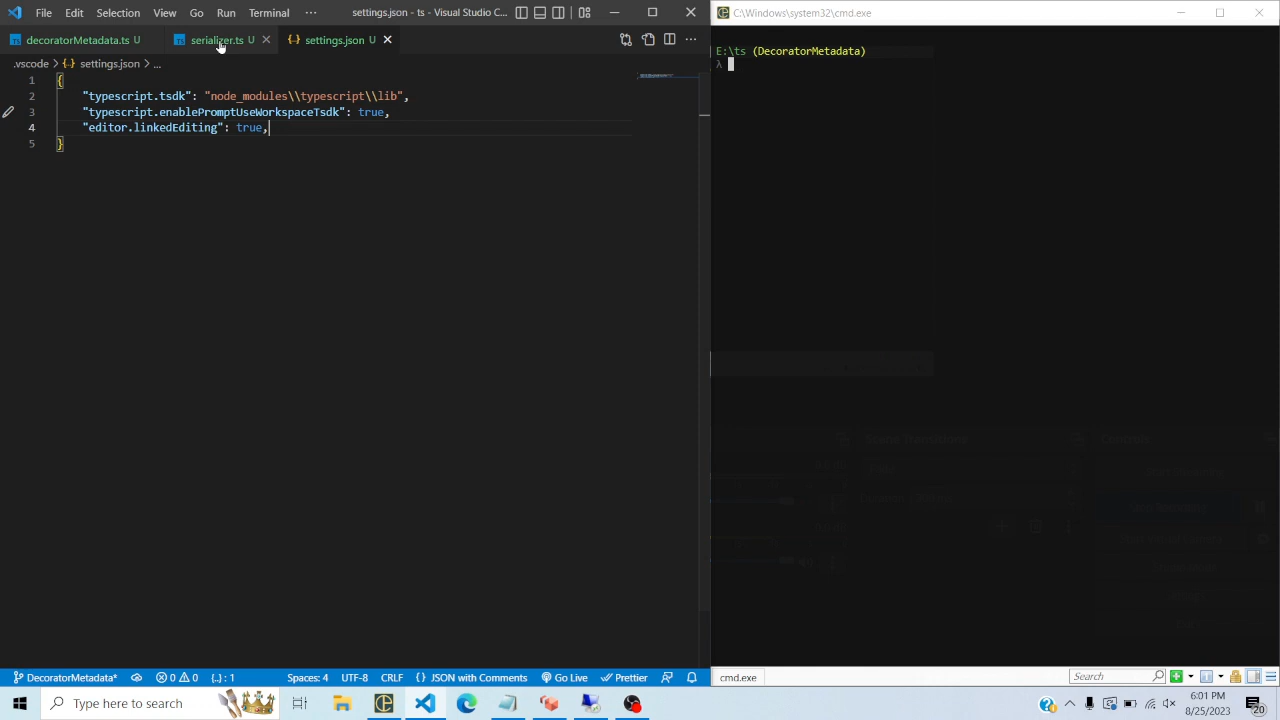 File Edit Selection View Go Run Terminal ··· settings.json - ts - Visual Studio C...
decoratorMetadata.ts U serializer.ts U settings.json U
.vscode > settings.json > ...
1 {
2 "typescript.tsdk": "node_modules\\typescript\\lib",
3 "typescript.enablePromptUseWorkspaceTsdk": true,
4 "editor.linkedEditing": true,
5 }
DecoratorMetadata 0 0 {..} : 1 Spaces: 4 UTF-8 CRLF {} JSON with Comments Go Live Prettier
C:\Windows\system32\cmd.exe
E:\ts (DecoratorMetadata)
λ
cmd.exe Search
Type here to search
6:01 PM
8/25/2023
20